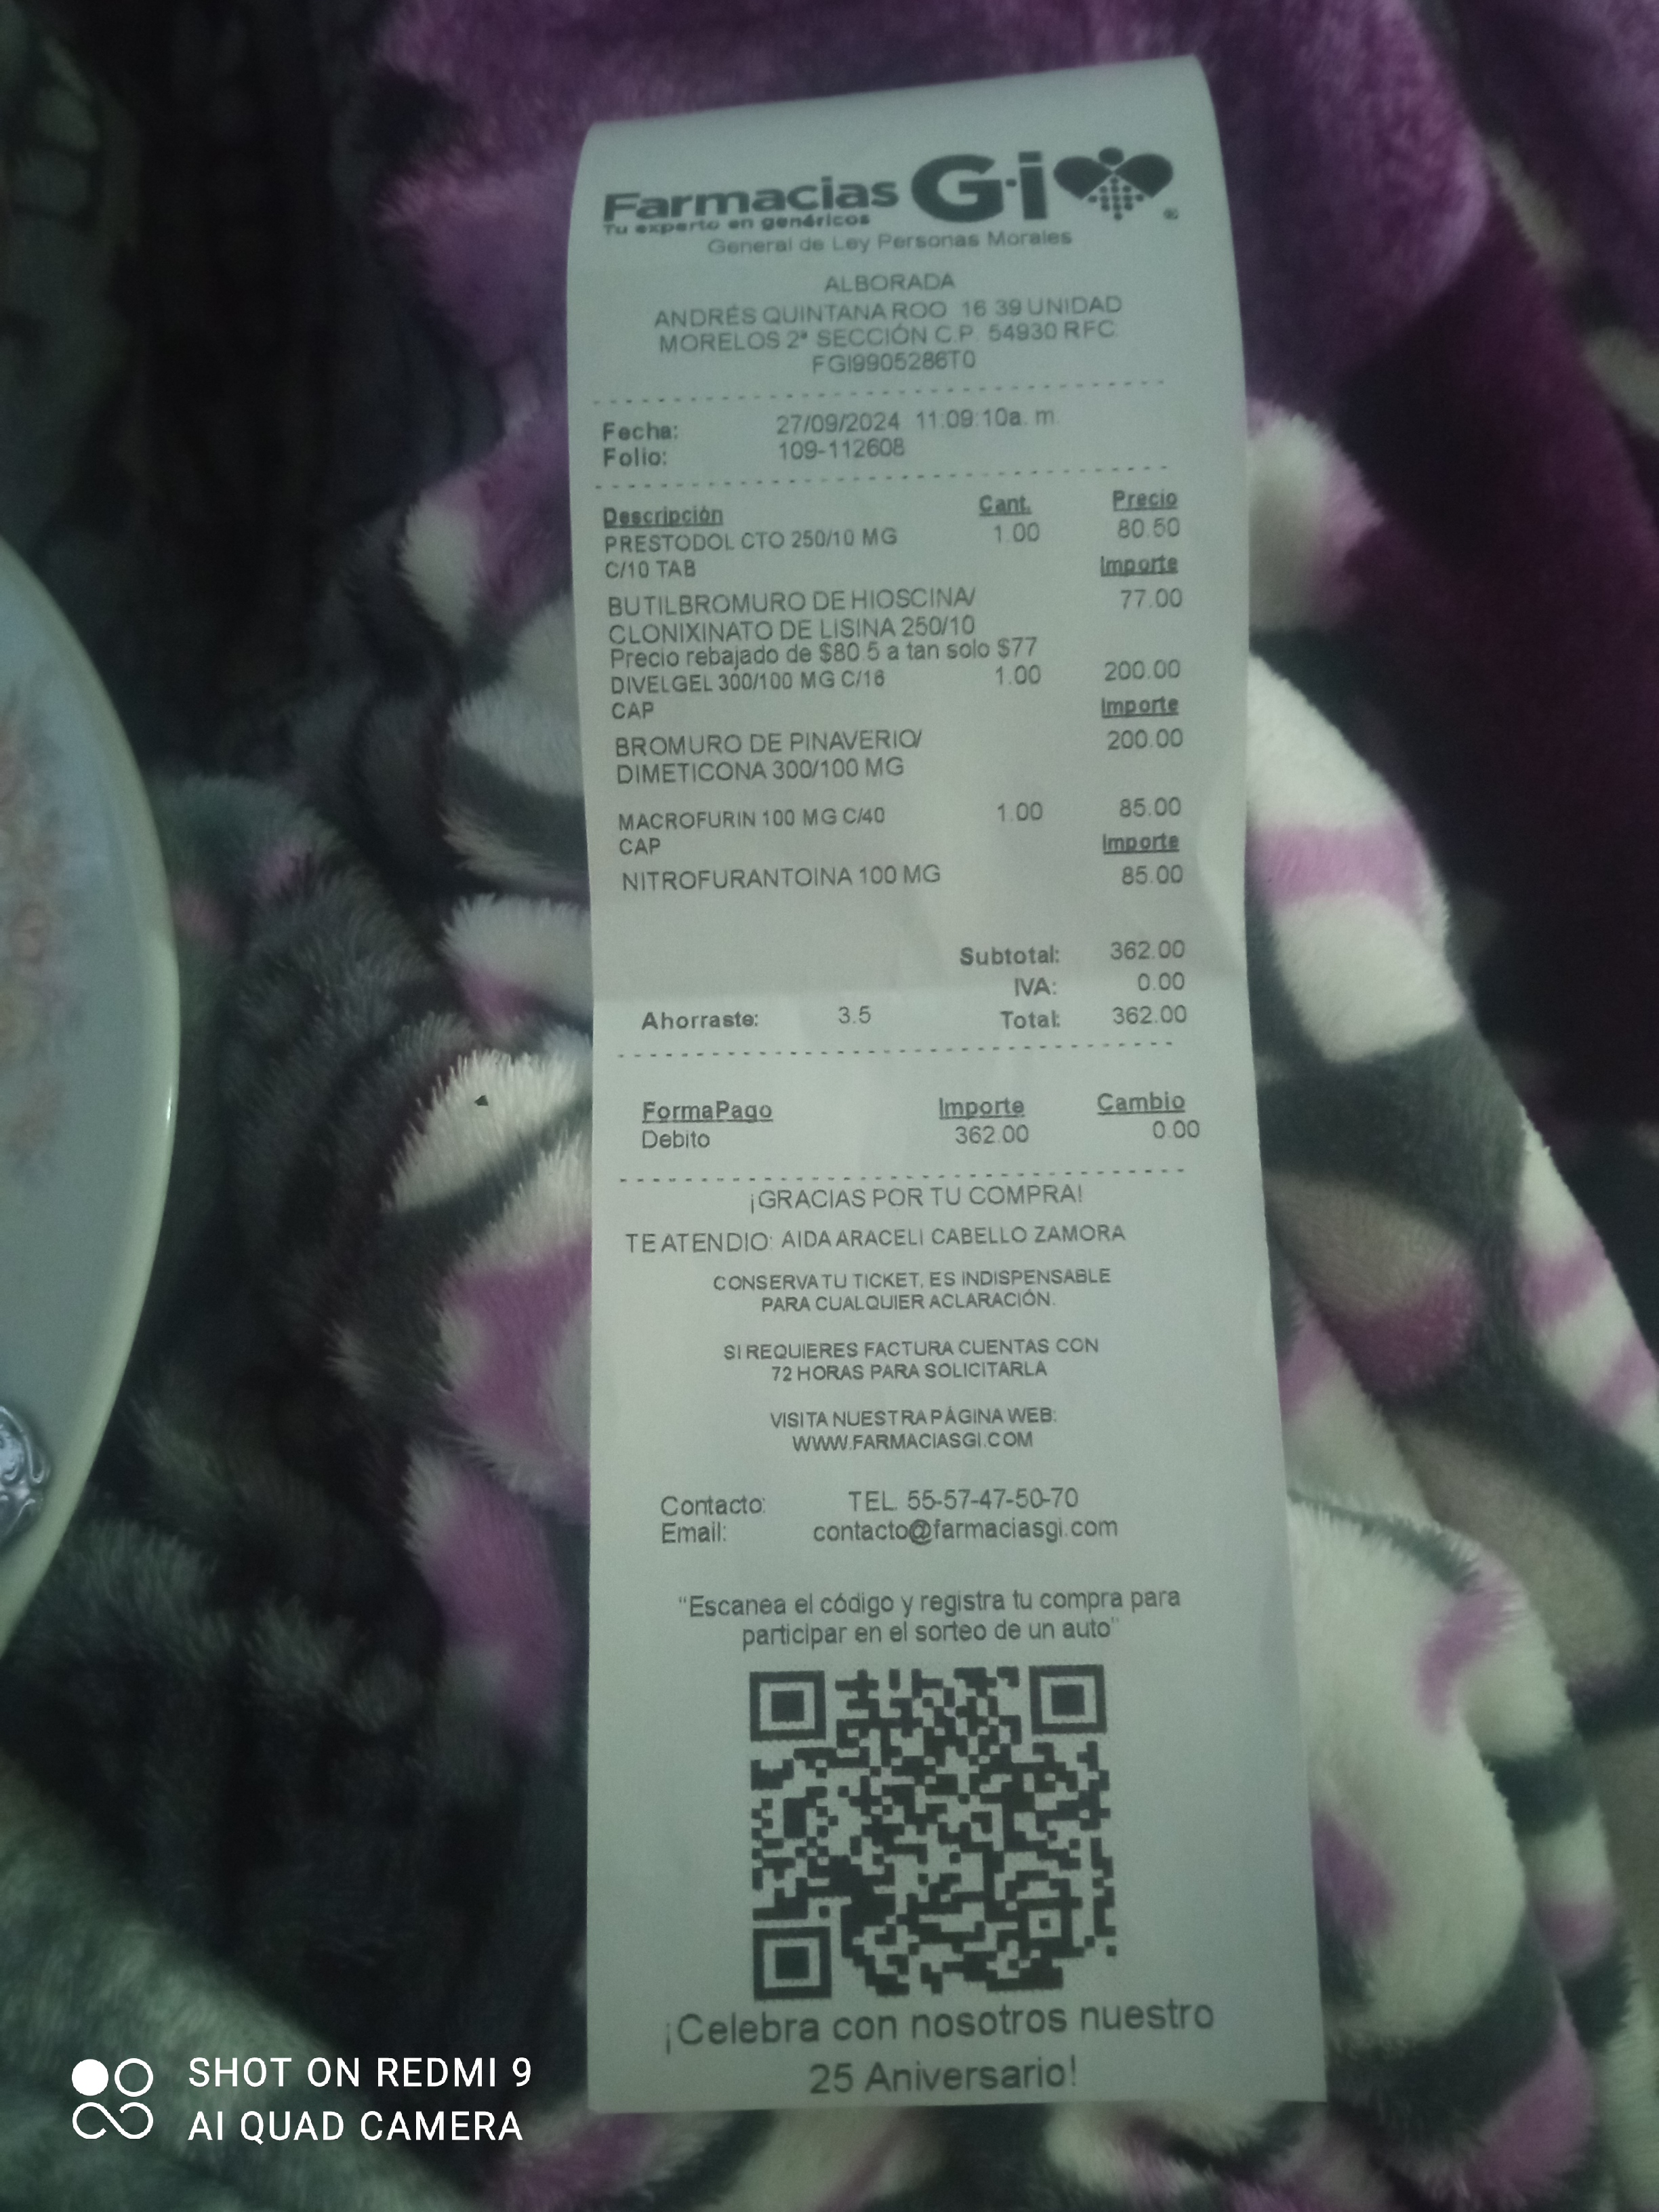 Farmacias Gi
Tu experto en genéricos
General de Ley Personas Morales
ALBORADA
ANDRÉS QUINTANA ROO 16 39 UNIDAD
MORELOS 2ª SECCIÓN C.P. 54930 RFC.
FGI9905286T0
Fecha: 27/09/2024 11:09:10a. m.
Folio: 109-112608
Descripción Cant. Precio
PRESTODOL CTO 250/10 MG 1.00 80.50
C/10 TAB Importe
BUTILBROMURO DE HIOSCINA/ 77.00
CLONIXINATO DE LISINA 250/10
Precio rebajado de $80.5 a tan solo $77
DIVELGEL 300/100 MG C/16 1.00 200.00
CAP Importe
BROMURO DE PINAVERIO/ 200.00
DIMETICONA 300/100 MG
MACROFURIN 100 MG C/40 1.00 85.00
CAP Importe
NITROFURANTOINA 100 MG 85.00
Subtotal: 362.00
IVA: 0.00
Ahorraste: 3.5 Total: 362.00
FormaPago Importe Cambio
Debito 362.00 0.00
¡GRACIAS POR TU COMPRA!
TE ATENDIO: AIDA ARACELI CABELLO ZAMORA
CONSERVA TU TICKET, ES INDISPENSABLE
PARA CUALQUIER ACLARACIÓN.
SI REQUIERES FACTURA CUENTAS CON
72 HORAS PARA SOLICITARLA
VISITA NUESTRA PÁGINA WEB:
WWW.FARMACIASGI.COM
Contacto: TEL. 55-57-47-50-70
Email: contacto@farmaciasgi.com
"Escanea el código y registra tu compra para
participar en el sorteo de un auto"
¡Celebra con nosotros nuestro
25 Aniversario!
SHOT ON REDMI 9
AI QUAD CAMERA